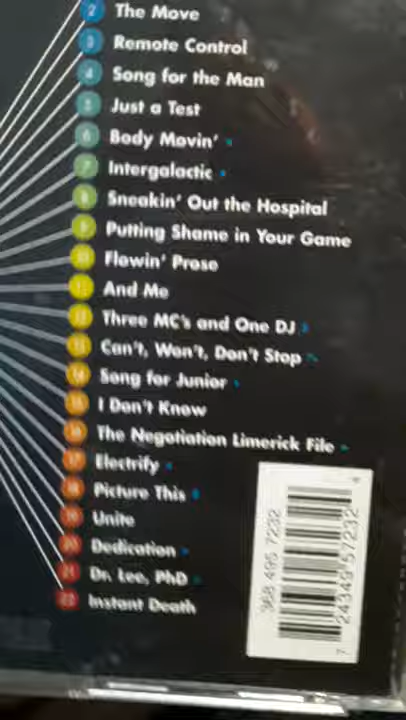 2 The Move
3 Remote Control
4 Song for the Man
5 Just a Test
6 Body Movin'
7 Intergalactic
8 Sneakin' Out the Hospital
9 Putting Shame in Your Game
10 Flowin' Prose
11 And Me
12 Three MC's and One DJ
13 Can't, Won't, Don't Stop
14 Song for Junior
15 I Don't Know
16 The Negotiation Limerick File
17 Electrify
18 Picture This
19 Unite
20 Dedication
21 Dr. Lee, PhD
22 Instant Death
368 495 7232
7 24349 57232 4